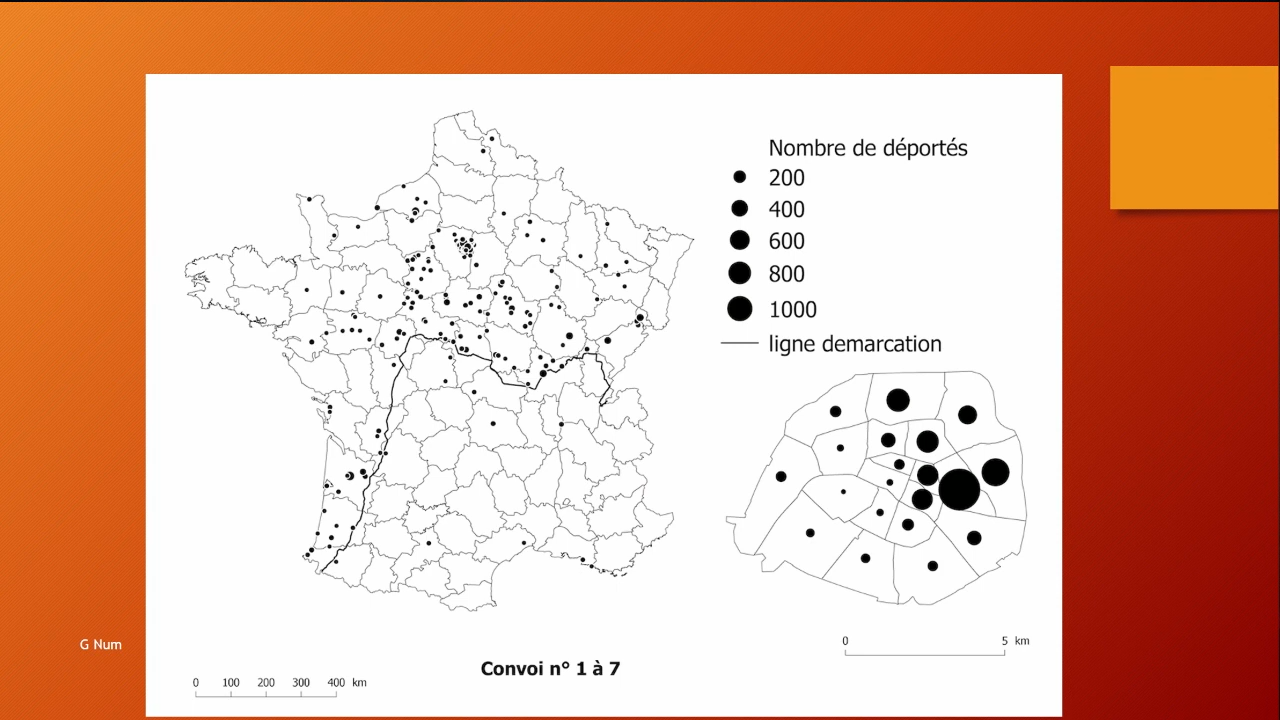 Nombre de déportés
200
400
600
800
1000
ligne demarcation
G Num
Convoi n° 1 à 7
0 5 km
0 100 200 300 400 km